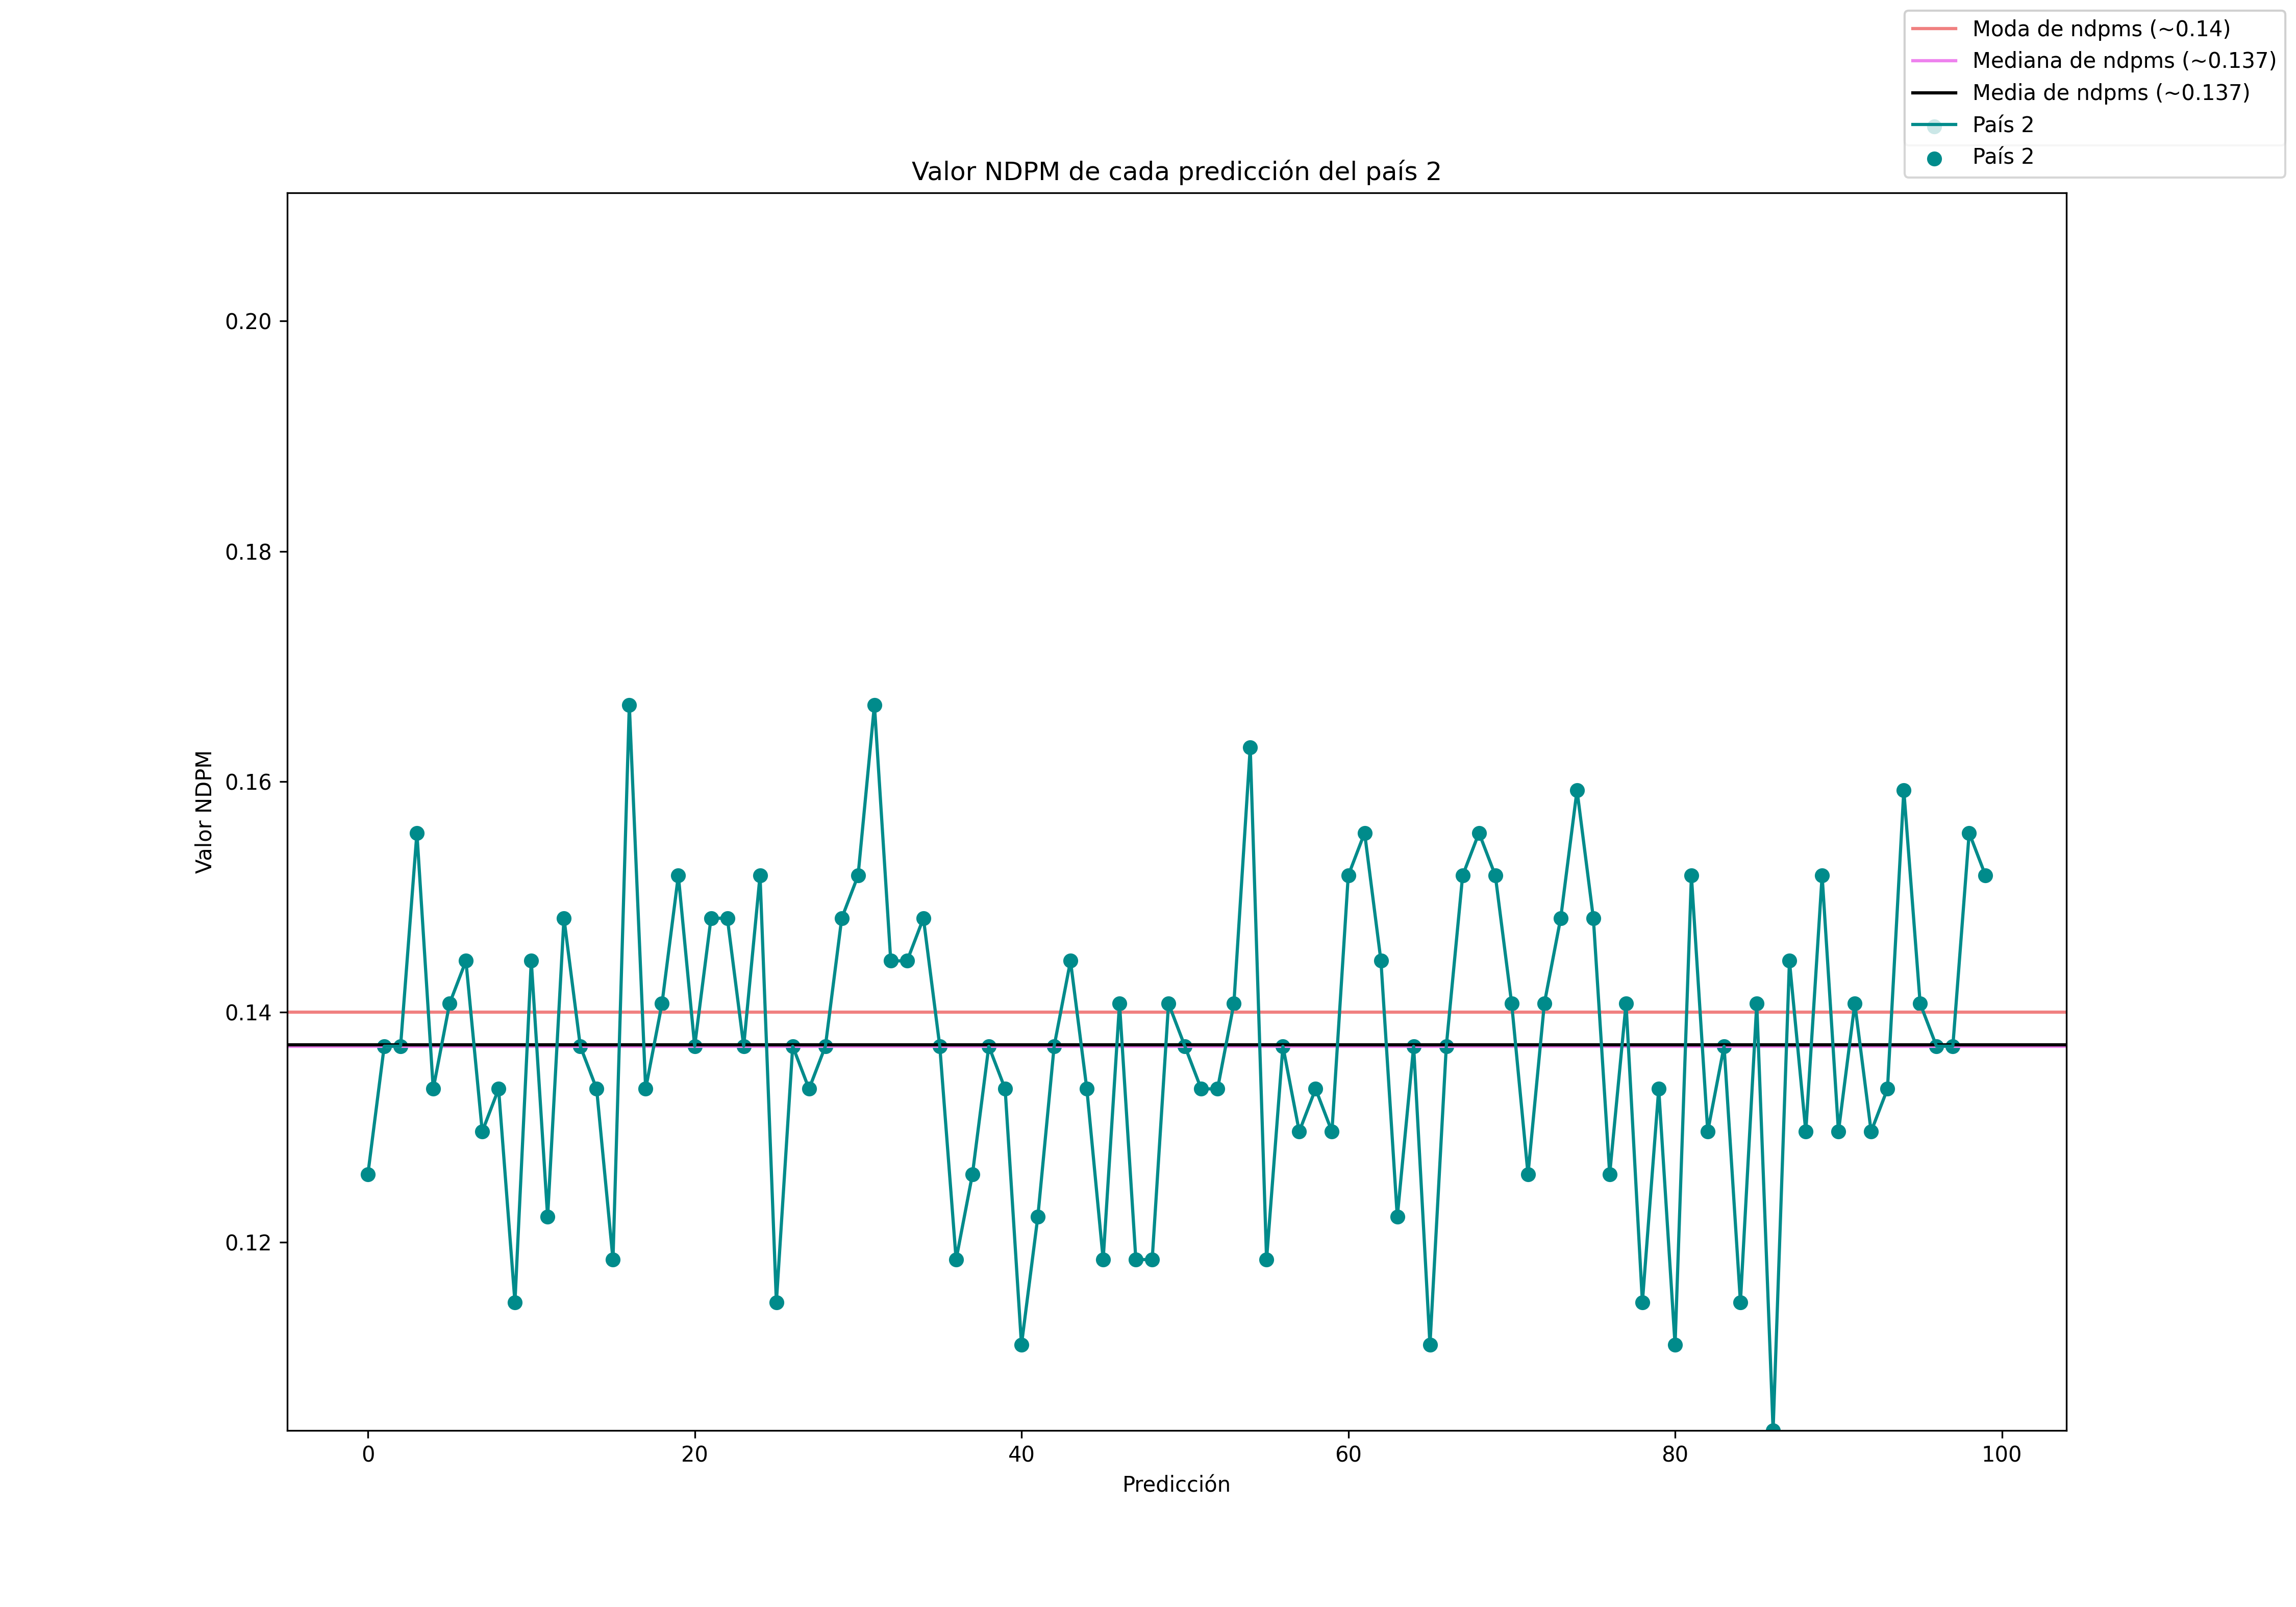 Moda de ndpms (~0.14)
Mediana de ndpms (~0.137)
Media de ndpms (~0.137)
País 2
País 2
Valor NDPM de cada predicción del país 2
0.20
0.18
0.16
0.14
0.12
Valor NDPM
0 20 40 60 80 100
Predicción